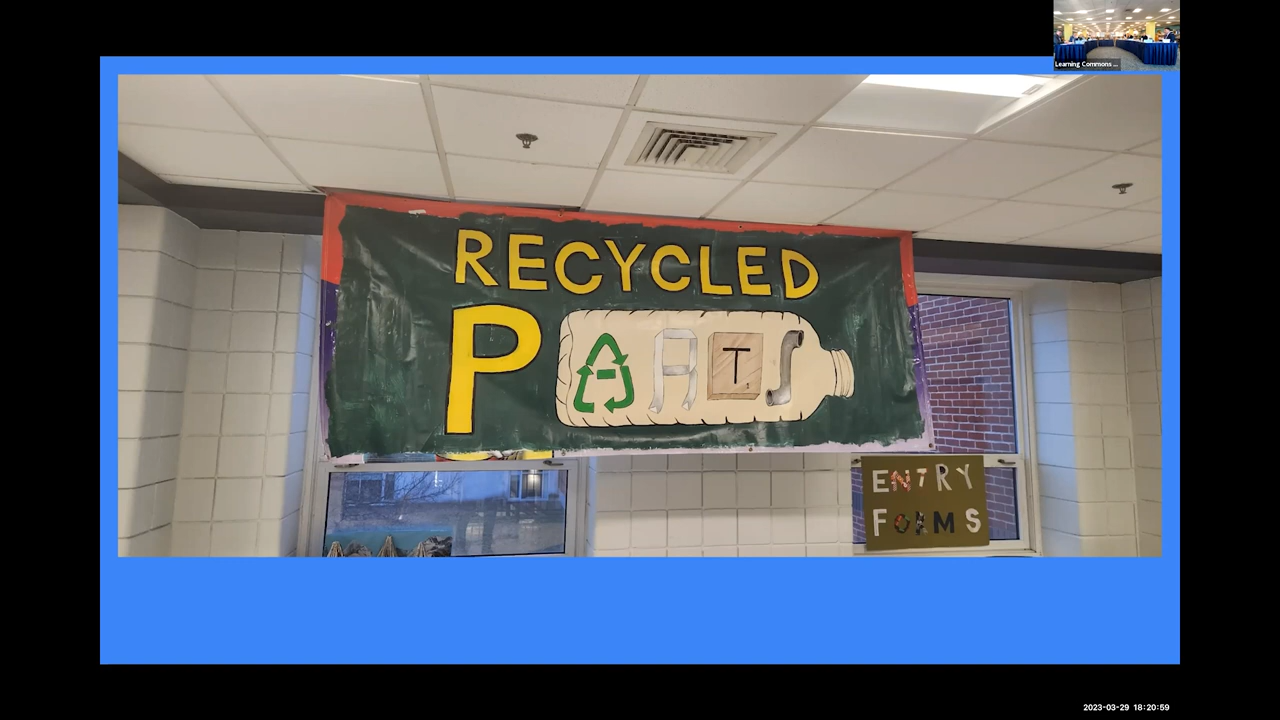 Learning Commons ...
RECYCLED
PARTS
ENTRY
FORMS
2023-03-29 18:20:59